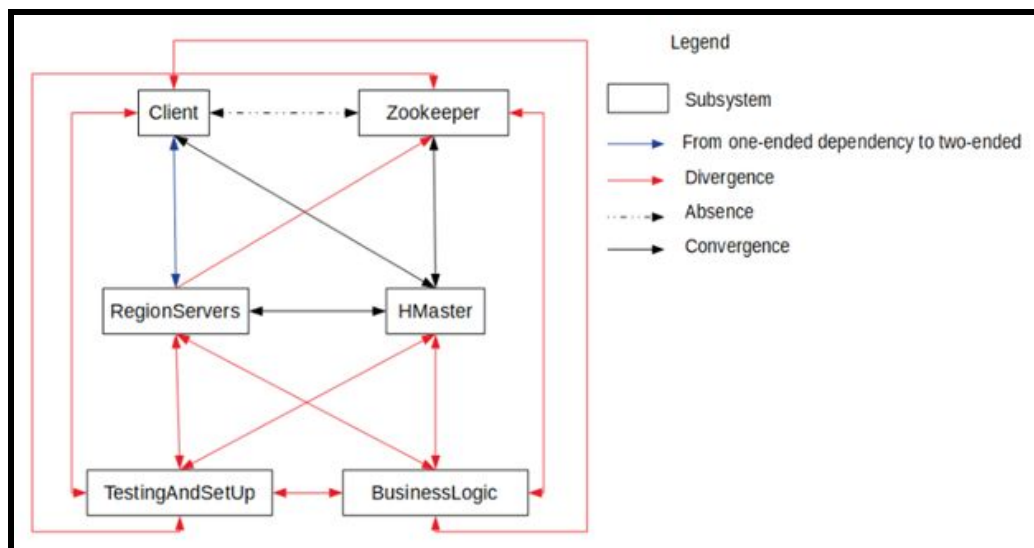 Legend
Client
Zookeeper
Subsystem
From one-ended dependency to two-ended
Divergence
Absence
Convergence
RegionServers
HMaster
TestingAndSetUp
BusinessLogic